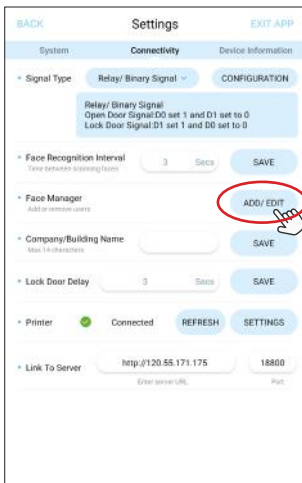 BACK Settings EXIT APP
System Connectivity Device Information
• Signal Type Relay/ Binary Signal CONFIGURATION
Relay/ Binary Signal
Open Door Signal:D0 set 1 and D1 set to 0
Lock Door Signal:D1 set 1 and D0 set to 0
• Face Recognition Interval 3 Secs SAVE
Time between scanning faces
• Face Manager ADD/ EDIT
Add or remove users
• Company/Building Name SAVE
Max 14 characters
• Lock Door Delay 3 Secs SAVE
• Printer Connected REFRESH SETTINGS
• Link To Server http://120.55.171.175 18800
Enter server URL Port